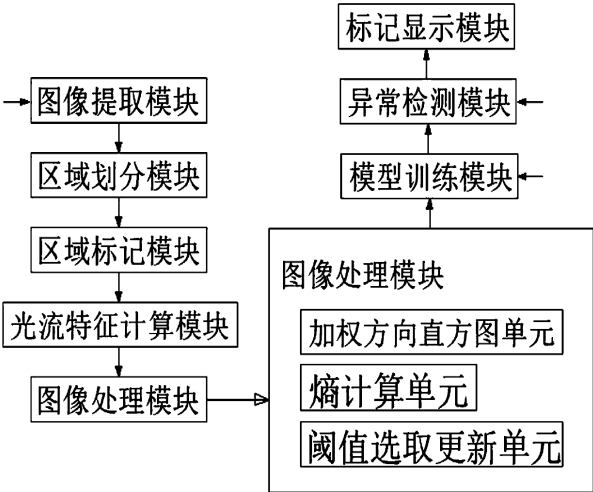 图像提取模块
区域划分模块
区域标记模块
光流特征计算模块
图像处理模块
图像处理模块
加权方向直方图单元
熵计算单元
阈值选取更新单元
模型训练模块
异常检测模块
标记显示模块